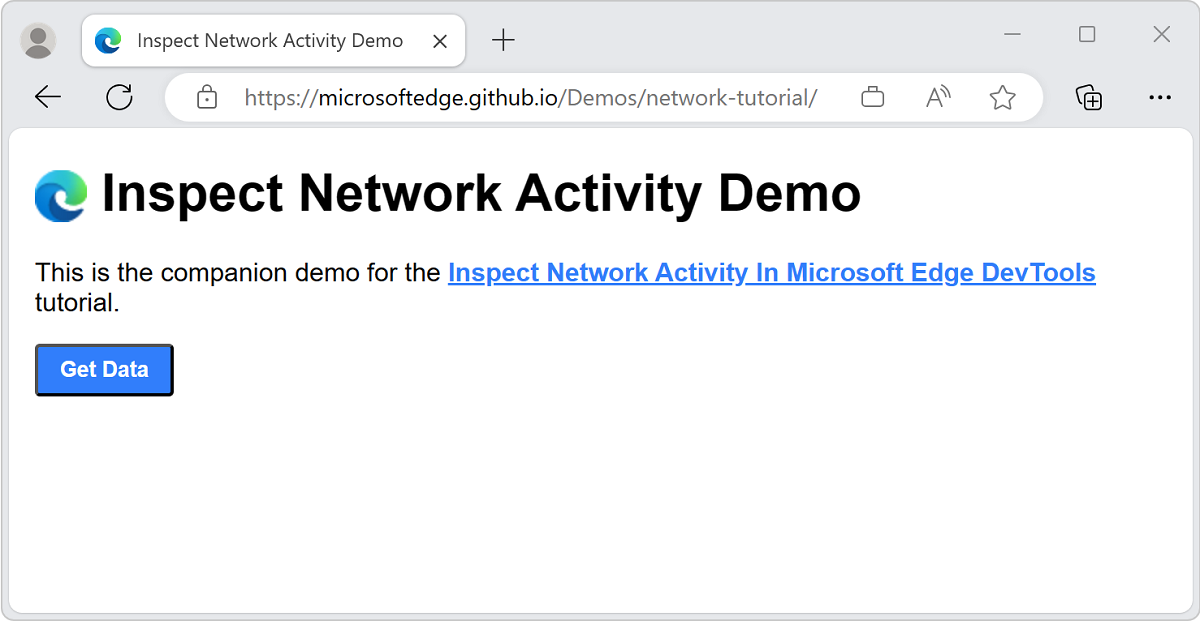 Inspect Network Activity Demo
https://microsoftedge.github.io/Demos/network-tutorial/
Inspect Network Activity Demo
This is the companion demo for the Inspect Network Activity In Microsoft Edge DevTools
tutorial.
Get Data